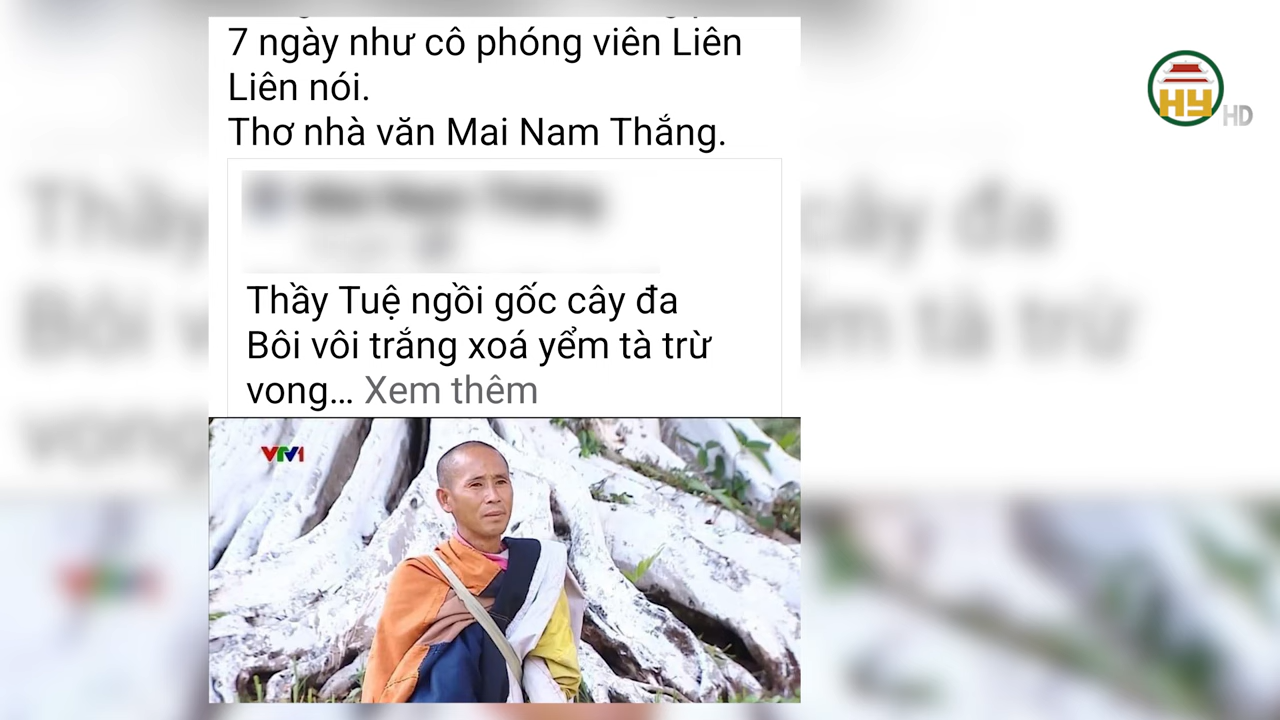 7 ngày như cô phóng viên Liên
Liên nói.
Thơ nhà văn Mai Nam Thắng.
Thầy Tuệ ngồi gốc cây đa
Bôi vôi trắng xoá yểm tà trừ
vong... Xem thêm
VTV1
HY HD